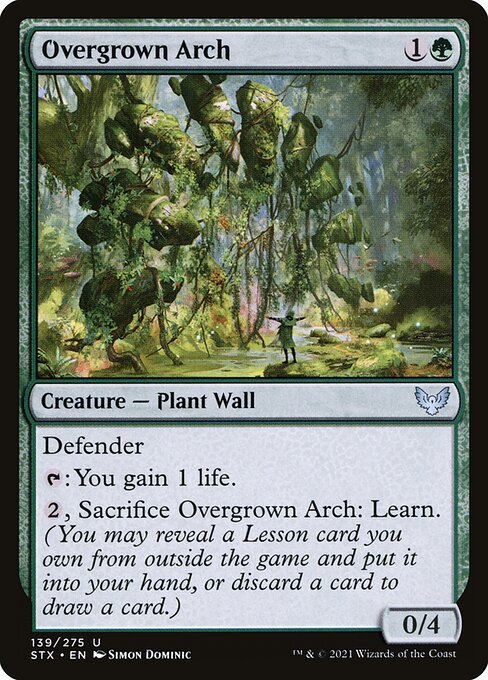 Overgrown Arch 1
Creature — Plant Wall
Defender
:You gain 1 life.
2, Sacrifice Overgrown Arch: Learn.
(You may reveal a Lesson card you
own from outside the game and put it
into your hand, or discard a card to
draw a card.)
0/4
139/275 U
STX • EN Simon Dominic
™ & © 2021 Wizards of the Coast